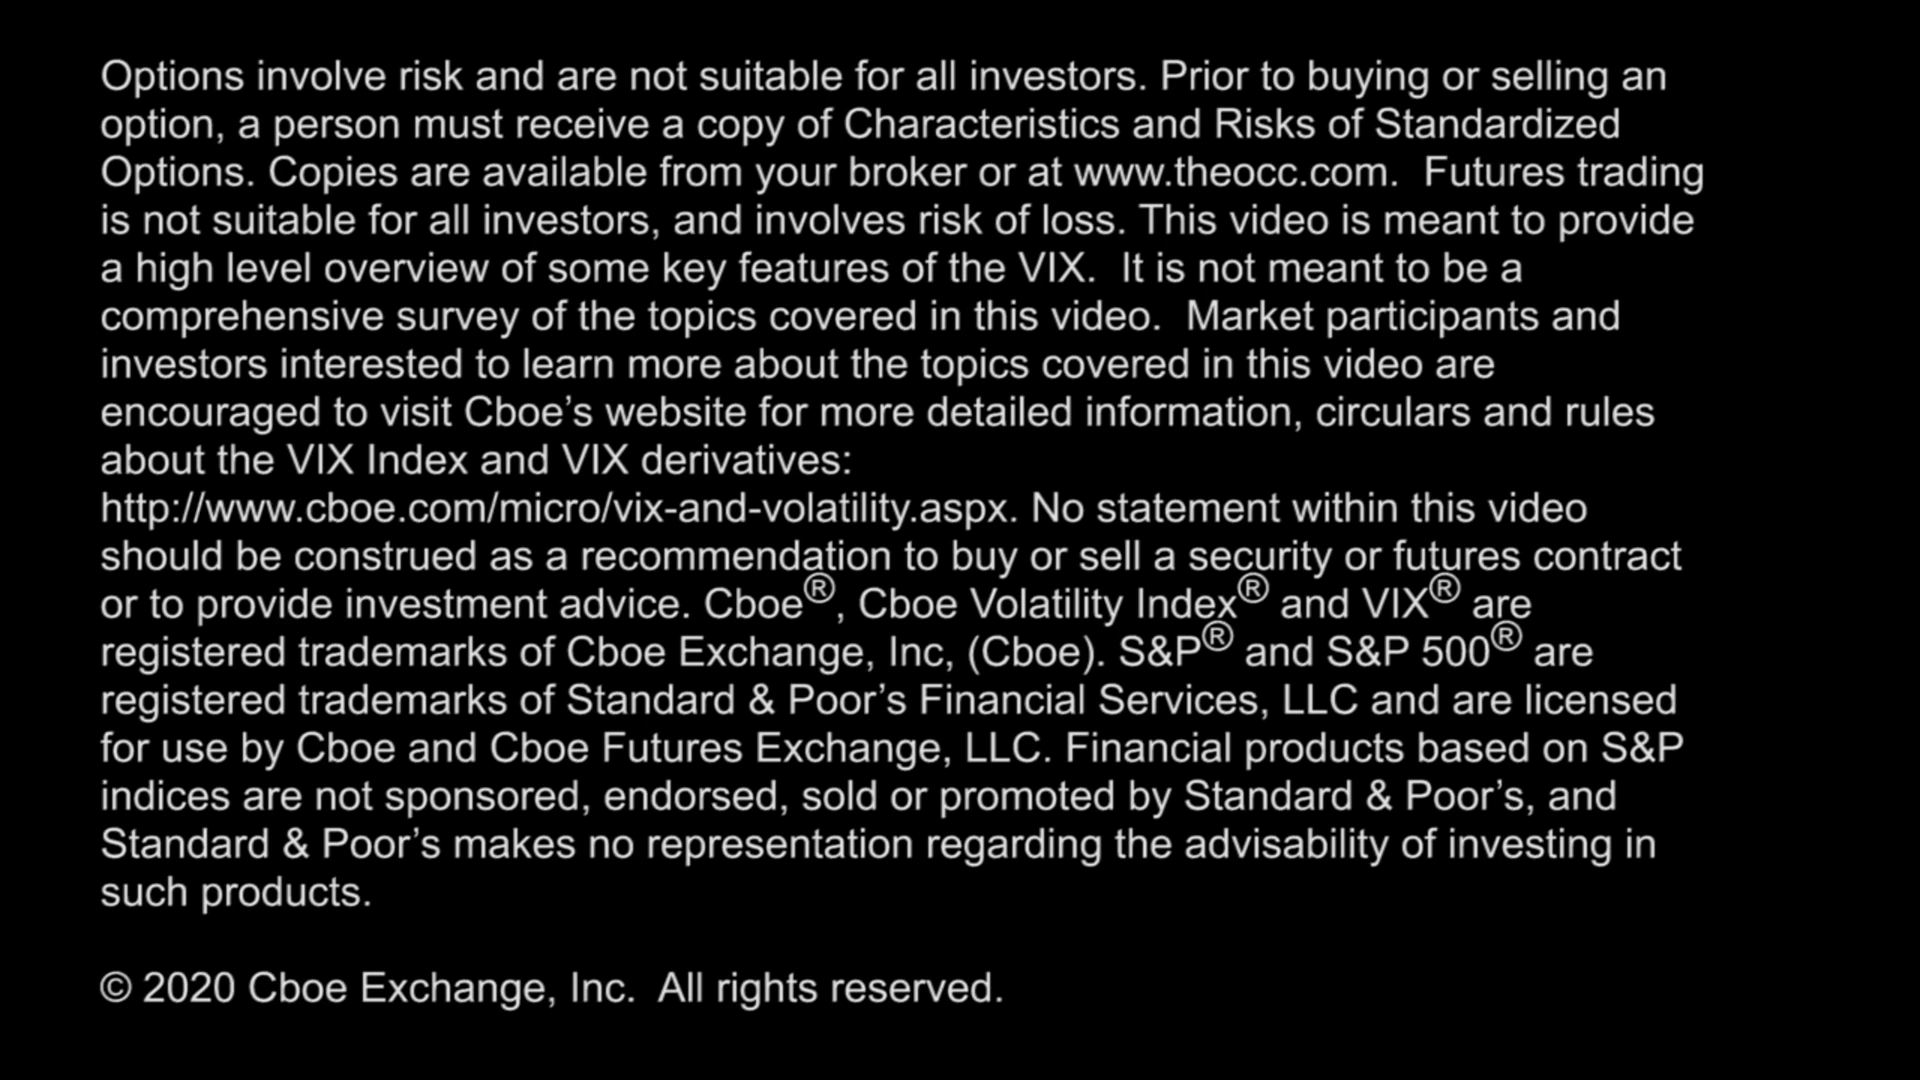 Options involve risk and are not suitable for all investors. Prior to buying or selling an
option, a person must receive a copy of Characteristics and Risks of Standardized
Options. Copies are available from your broker or at www.theocc.com.  Futures trading
is not suitable for all investors, and involves risk of loss. This video is meant to provide
a high level overview of some key features of the VIX.  It is not meant to be a
comprehensive survey of the topics covered in this video.  Market participants and
investors interested to learn more about the topics covered in this video are
encouraged to visit Cboe’s website for more detailed information, circulars and rules
about the VIX Index and VIX derivatives:
http://www.cboe.com/micro/vix-and-volatility.aspx. No statement within this video
should be construed as a recommendation to buy or sell a security or futures contract
or to provide investment advice. Cboe®, Cboe Volatility Index® and VIX® are
registered trademarks of Cboe Exchange, Inc, (Cboe). S&P® and S&P 500® are
registered trademarks of Standard & Poor’s Financial Services, LLC and are licensed
for use by Cboe and Cboe Futures Exchange, LLC. Financial products based on S&P
indices are not sponsored, endorsed, sold or promoted by Standard & Poor’s, and
Standard & Poor’s makes no representation regarding the advisability of investing in
such products.
© 2020 Cboe Exchange, Inc.  All rights reserved.